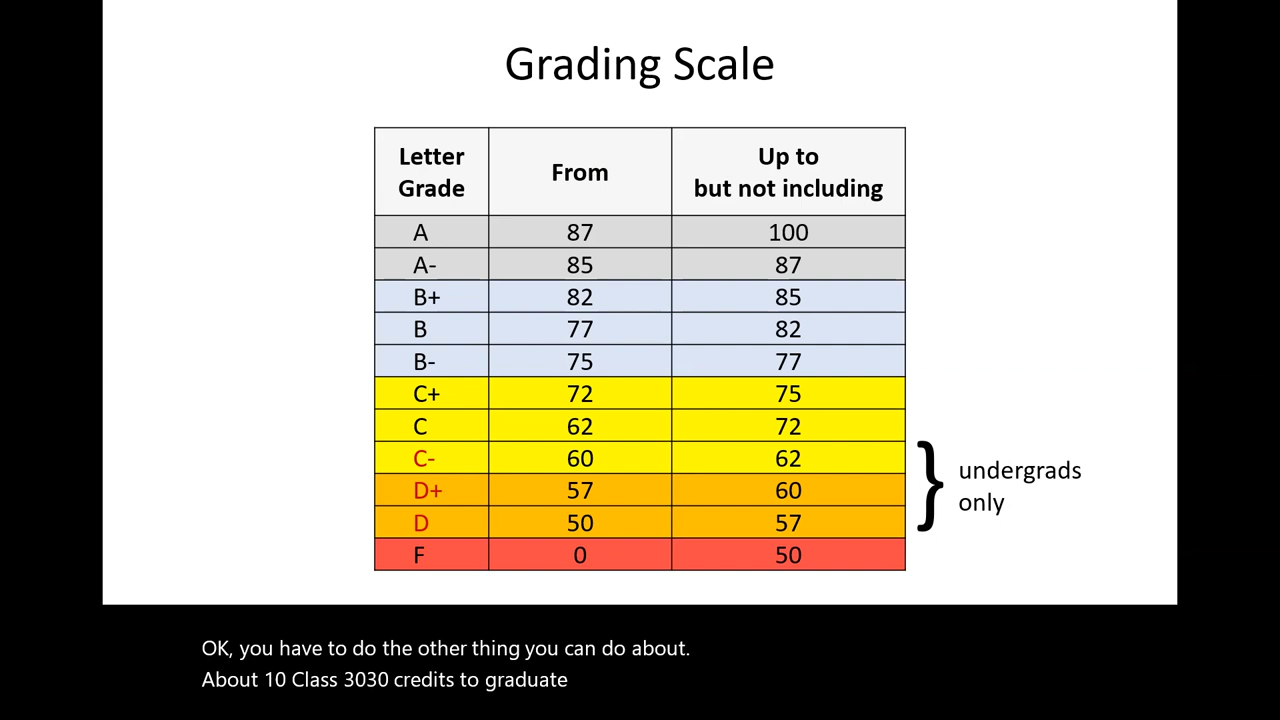 Grading Scale
Letter Grade From Up to but not including
A 87 100
A- 85 87
B+ 82 85
B 77 82
B- 75 77
C+ 72 75
C 62 72
C- 60 62
D+ 57 60
D 50 57
F 0 50
} undergrads
only
OK, you have to do the other thing you can do about.
About 10 Class 3030 credits to graduate